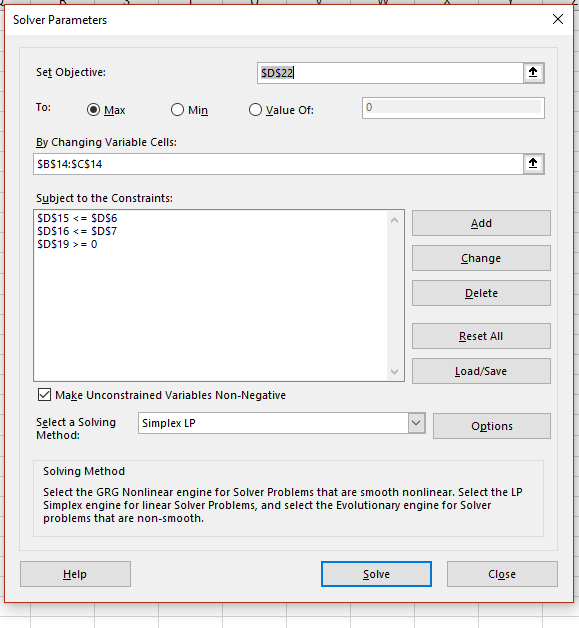 Solver Parameters
Set Objective:
$D$22
To:
Max
Min
Value Of:
0
By Changing Variable Cells:
$B$14:$C$14
Subject to the Constraints:
$D$15 <= $D$6
$D$16 <= $D$7
$D$19 >= 0
Add
Change
Delete
Reset All
Load/Save
Make Unconstrained Variables Non-Negative
Select a Solving
Method:
Simplex LP
Options
Solving Method
Select the GRG Nonlinear engine for Solver Problems that are smooth nonlinear. Select the LP
Simplex engine for linear Solver Problems, and select the Evolutionary engine for Solver
problems that are non-smooth.
Help
Solve
Close